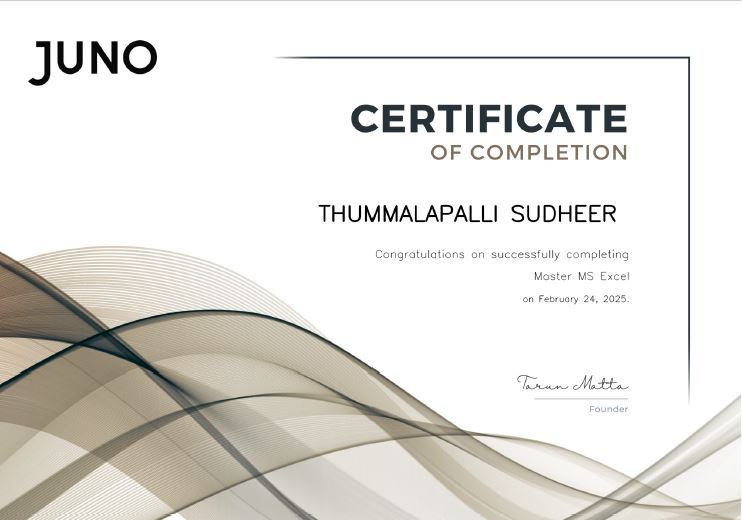 JUNO
CERTIFICATE
OF COMPLETION
THUMMALAPALLI SUDHEER
Congratulations on successfully completing
Master MS Excel
on February 24, 2025.
Tarun Matta
Founder